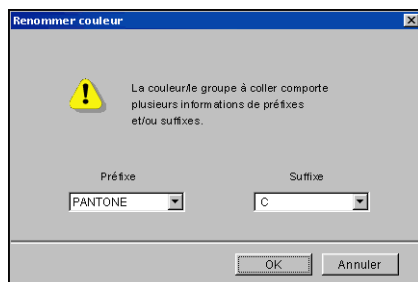 Renommer couleur
La couleur/le groupe à coller comporte
plusieurs informations de préfixes
et/ou suffixes.
Préfixe
Suffixe
PANTONE
C
OK
Annuler